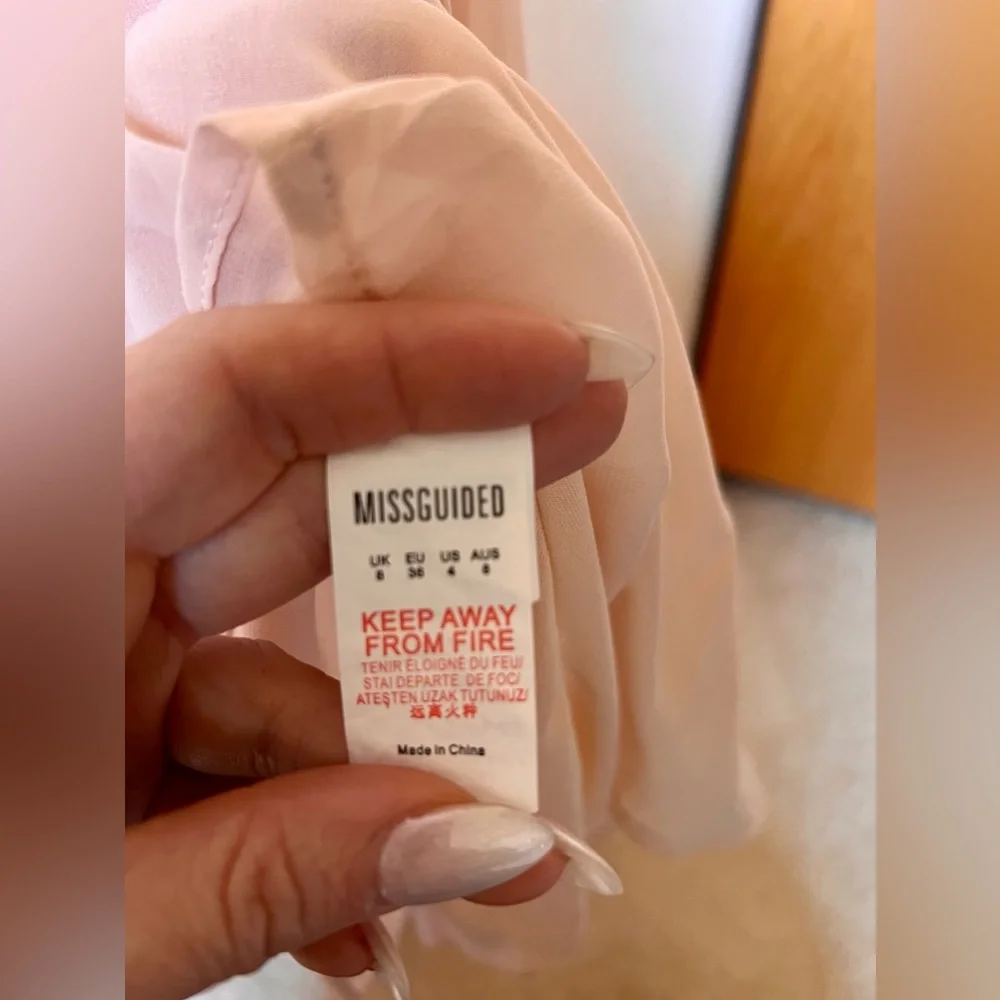 MISSGUIDED
UK EU US AUS
8 36 4 8
KEEP AWAY
FROM FIRE
TENIR ÉLOIGNÉ DU FEU/
STAI DEPARTE DE FOC/
ATEŞTEN UZAK TUTUNUZ/
远离火种
Made in China